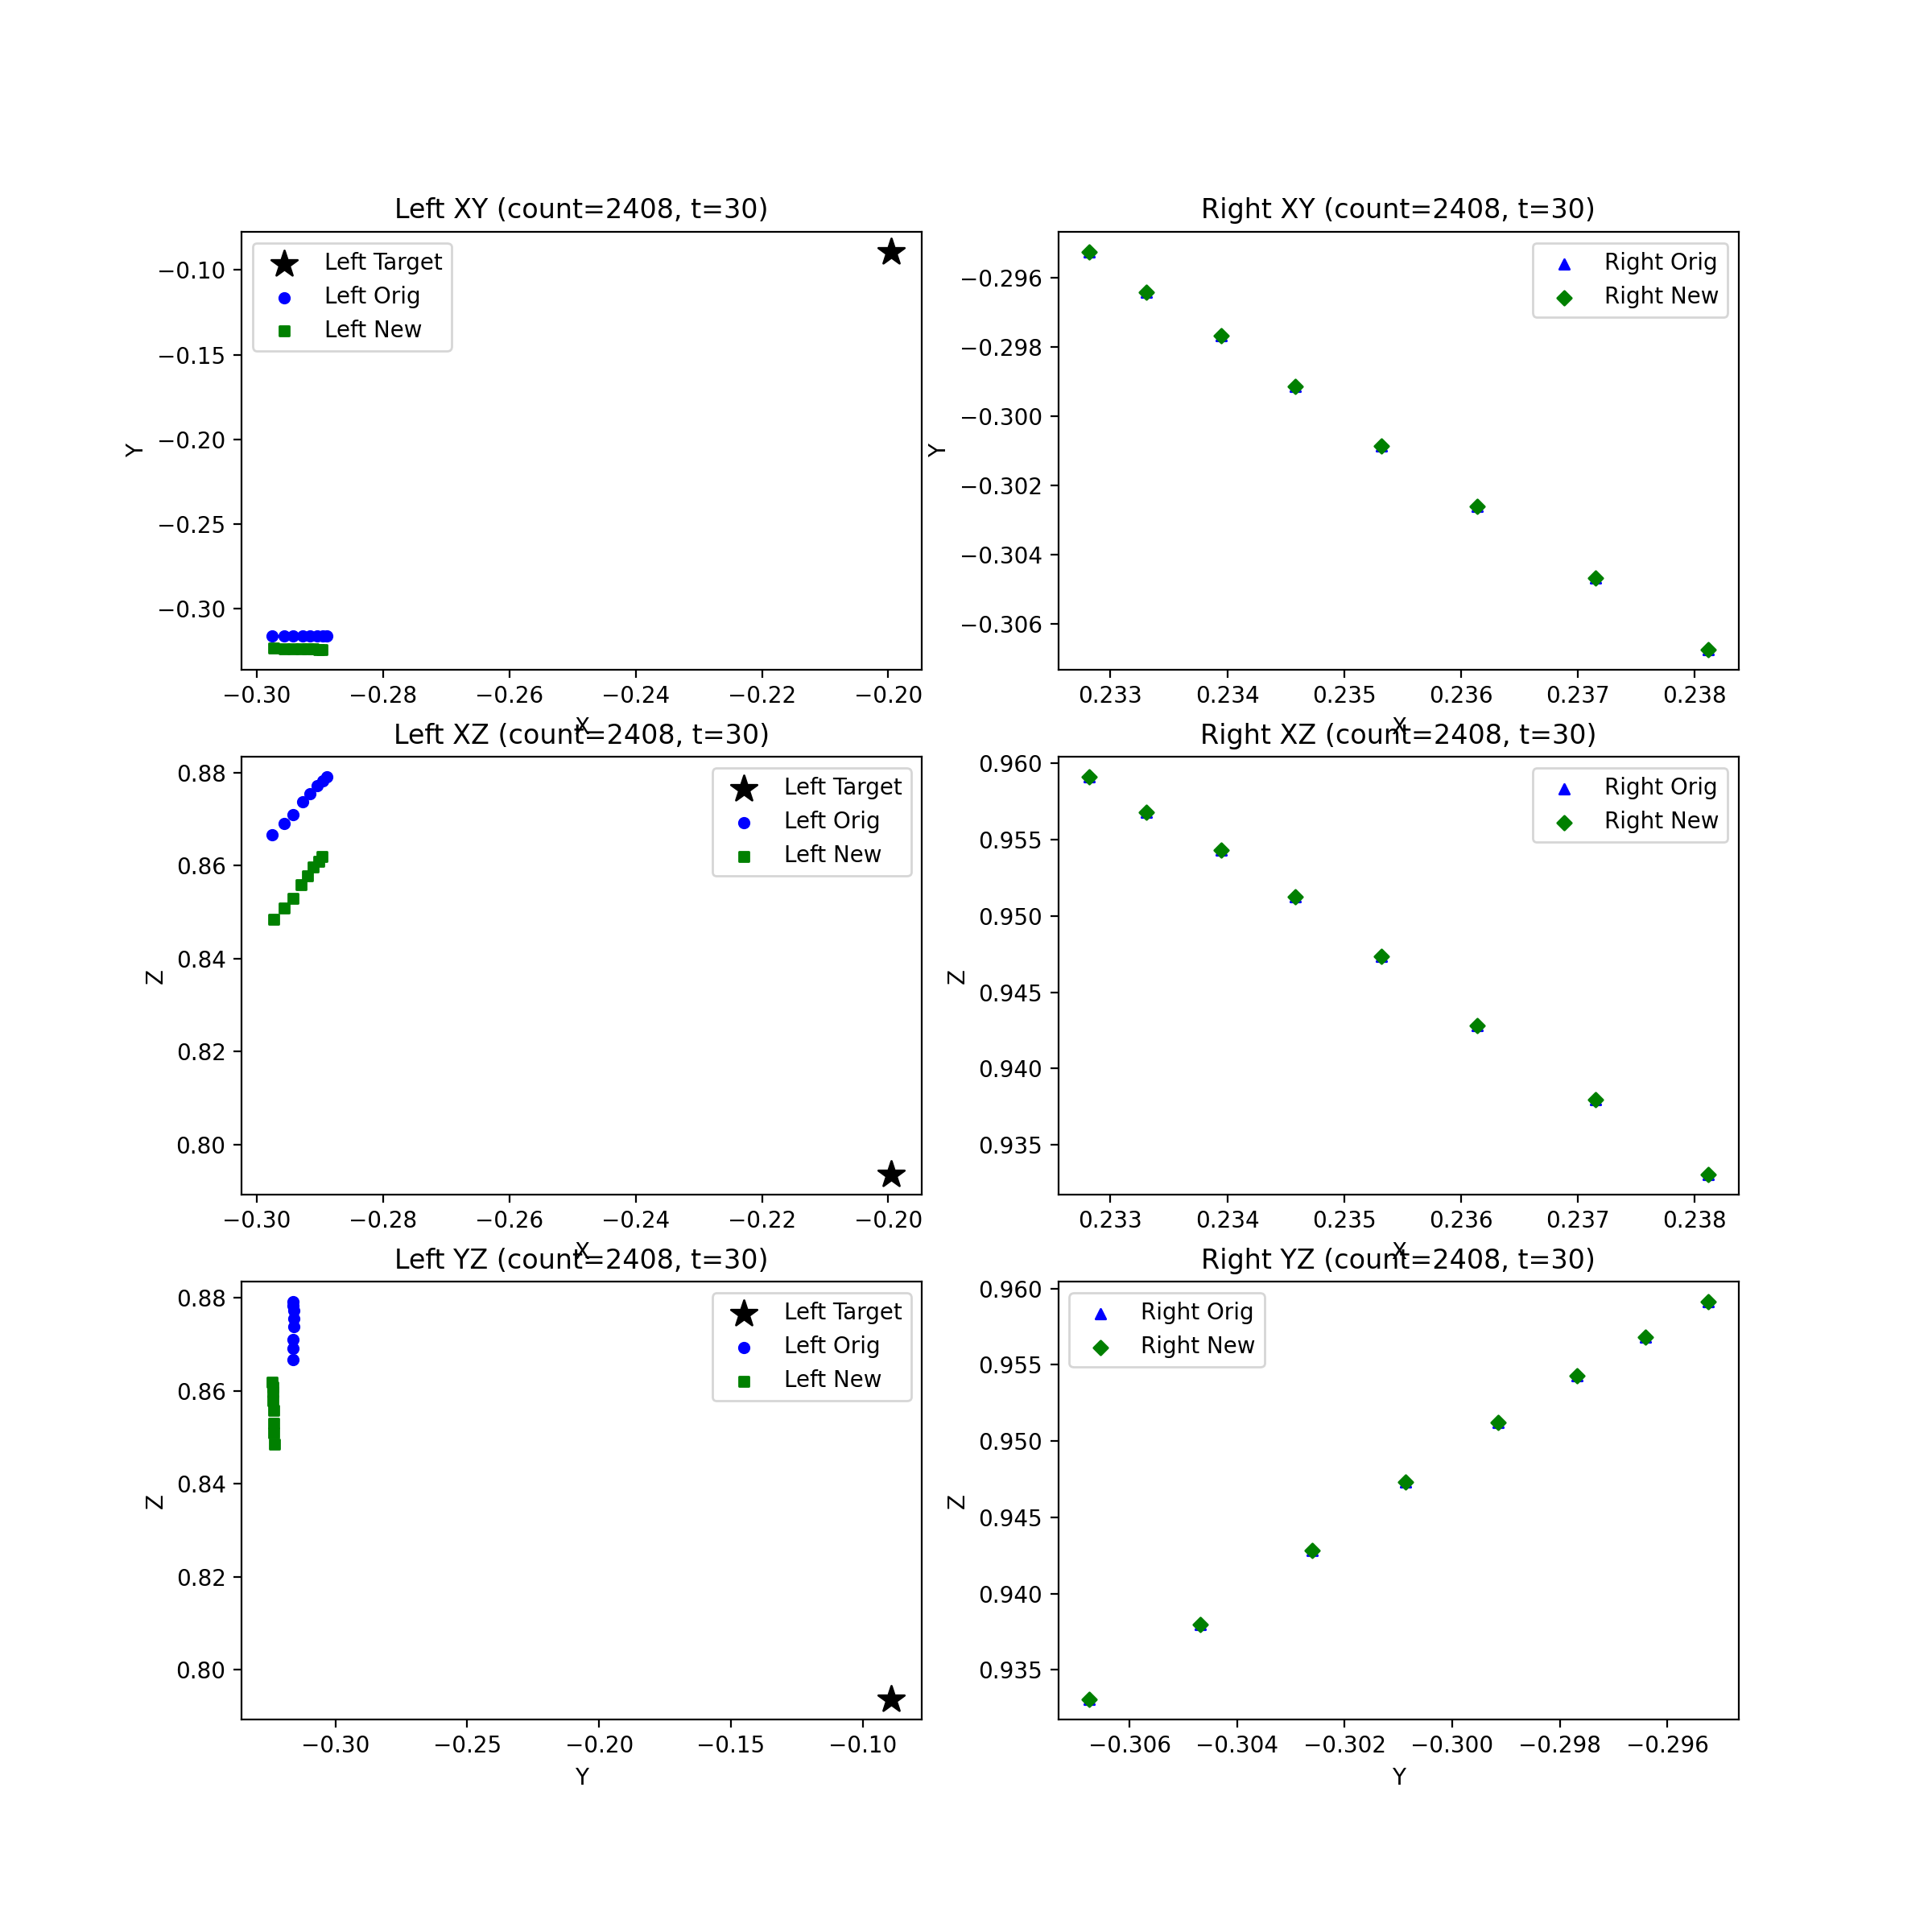 Left XY (count=2408, t=30)
Left Target
Left Orig
Left New
−0.10
−0.15
−0.20
−0.25
−0.30
Y
−0.30 −0.28 −0.26 −0.24 −0.22 −0.20
X
Right XY (count=2408, t=30)
Right Orig
Right New
−0.296
−0.298
−0.300
−0.302
−0.304
−0.306
Y
0.233 0.234 0.235 0.236 0.237 0.238
X
Left XZ (count=2408, t=30)
Left Target
Left Orig
Left New
0.88
0.86
0.84
0.82
0.80
Z
−0.30 −0.28 −0.26 −0.24 −0.22 −0.20
X
Right XZ (count=2408, t=30)
Right Orig
Right New
0.960
0.955
0.950
0.945
0.940
0.935
Z
0.233 0.234 0.235 0.236 0.237 0.238
X
Left YZ (count=2408, t=30)
Left Target
Left Orig
Left New
0.88
0.86
0.84
0.82
0.80
Z
−0.30 −0.25 −0.20 −0.15 −0.10
Y
Right YZ (count=2408, t=30)
Right Orig
Right New
0.960
0.955
0.950
0.945
0.940
0.935
Z
−0.306 −0.304 −0.302 −0.300 −0.298 −0.296
Y